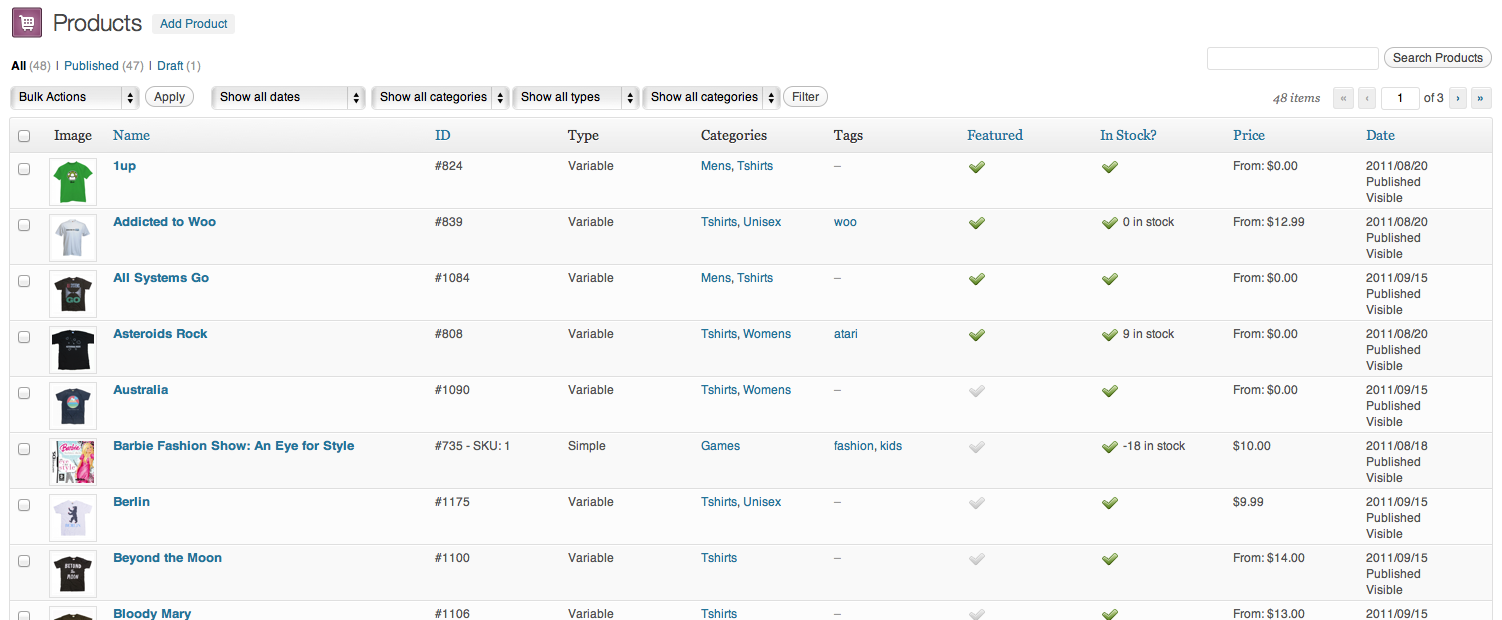 Products Add Product
All (48) | Published (47) | Draft (1)
Search Products
Bulk Actions Apply Show all dates Show all categories Show all types Show all categories Filter 48 items « ‹ 1 of 3 › »
Image Name ID Type Categories Tags Featured In Stock? Price Date
1up #824 Variable Mens, Tshirts – From: $0.00 2011/08/20
Published
Visible
Addicted to Woo #839 Variable Tshirts, Unisex woo 0 in stock From: $12.99 2011/08/20
Published
Visible
All Systems Go #1084 Variable Mens, Tshirts – From: $0.00 2011/09/15
GO Published
Visible
Asteroids Rock #808 Variable Tshirts, Womens atari 9 in stock From: $0.00 2011/08/20
Published
Visible
Australia #1090 Variable Tshirts, Womens – From: $0.00 2011/09/15
Published
Visible
Barbie Fashion Show: An Eye for Style #735 - SKU: 1 Simple Games fashion, kids -18 in stock $10.00 2011/08/18
Barbie Published
Visible
Berlin #1175 Variable Tshirts, Unisex – $9.99 2011/09/15
Published
BERLIN Visible
Beyond the Moon #1100 Variable Tshirts – From: $14.00 2011/09/15
BEYOND the MOON Published
Visible
Bloody Mary #1106 Variable Tshirts – From: $13.00 2011/09/15